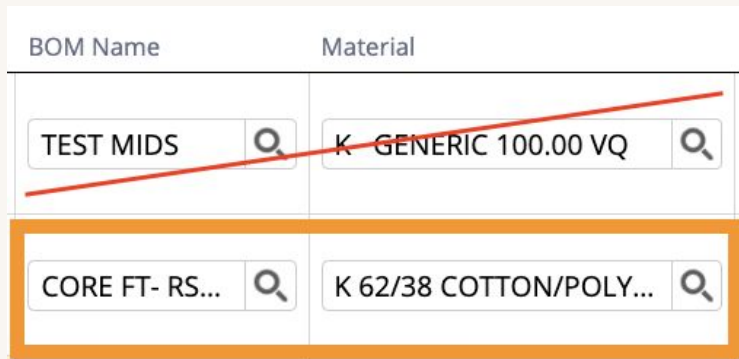 BOM Name Material
TEST MIDS K GENERIC 100.00 VQ
CORE FT- RS... K 62/38 COTTON/POLY...